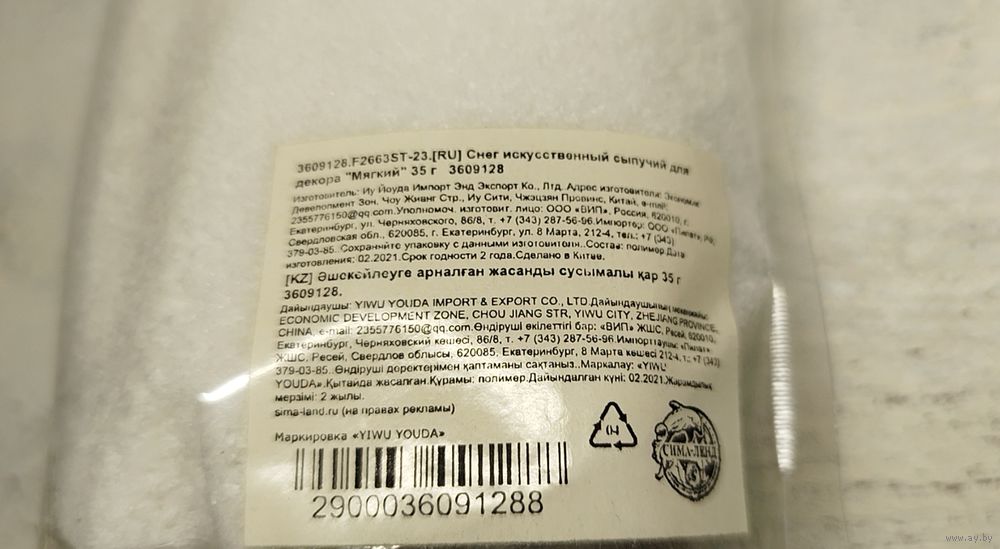 3609128.F2663ST-23.[RU] Снег искусственный сыпучий для
декора "Мягкий" 35 г 3609128
Изготовитель: Иу Йоуда Импорт Энд Экспорт Ко., Лтд. Адрес изготовителя: Экономик
Девелопмент Зон, Чоу Жианг Стр., Иу Сити, Чжэцзян Провинс, Китай, e-mail:
2355776150@qq.com.Уполномоч. изготовит. лицо: ООО «ВИП», Россия, 620010, г.
Екатеринбург, ул. Черняховского, 86/8, т. +7 (343) 287-56-96.Импортер: ООО «Пилат», РФ,
Свердловская обл., 620085, г. Екатеринбург, ул. 8 Марта, 212-4, тел.: +7 (343)
379-03-85. Сохраняйте упаковку с данными изготовителя..Состав: полимер.Дата
изготовления: 02.2021.Срок годности 2 года.Сделано в Китае.
[KZ] Әшекейлеуге арналған жасанды сусымалы қар 35 г
3609128.
Дайындаушы: YIWU YOUDA IMPORT & EXPORT CO., LTD.Дайындаушының мекенжайы:
ECONOMIC DEVELOPMENT ZONE, CHOU JIANG STR, YIWU CITY, ZHEJIANG PROVINCE,
CHINA, e-mail: 2355776150@qq.com.Өндіруші өкілеттігі бар: «ВИП» ЖШС, Ресей, 620010,
Екатеринбург, Черняховский көшесі, 86/8, т. +7 (343) 287-56-96.Импорттаушы: «Пилат»
ЖШС, Ресей, Свердлов облысы, 620085, Екатеринбург, 8 Марта көшесі 212-4, т.: +7 (343)
379-03-85..Өндіруші деректерімен қаптаманы сақтаңыз..Маркалау: «YIWU
YOUDA».Қытайда жасалған.Құрамы: полимер.Дайындалған күні: 02.2021.Жарамдылық
мерзімі: 2 жылы.
sima-land.ru (на правах рекламы)
Маркировка «YIWU YOUDA»
04
СИМА-ЛЕНД
2900036091288
www.ay.by